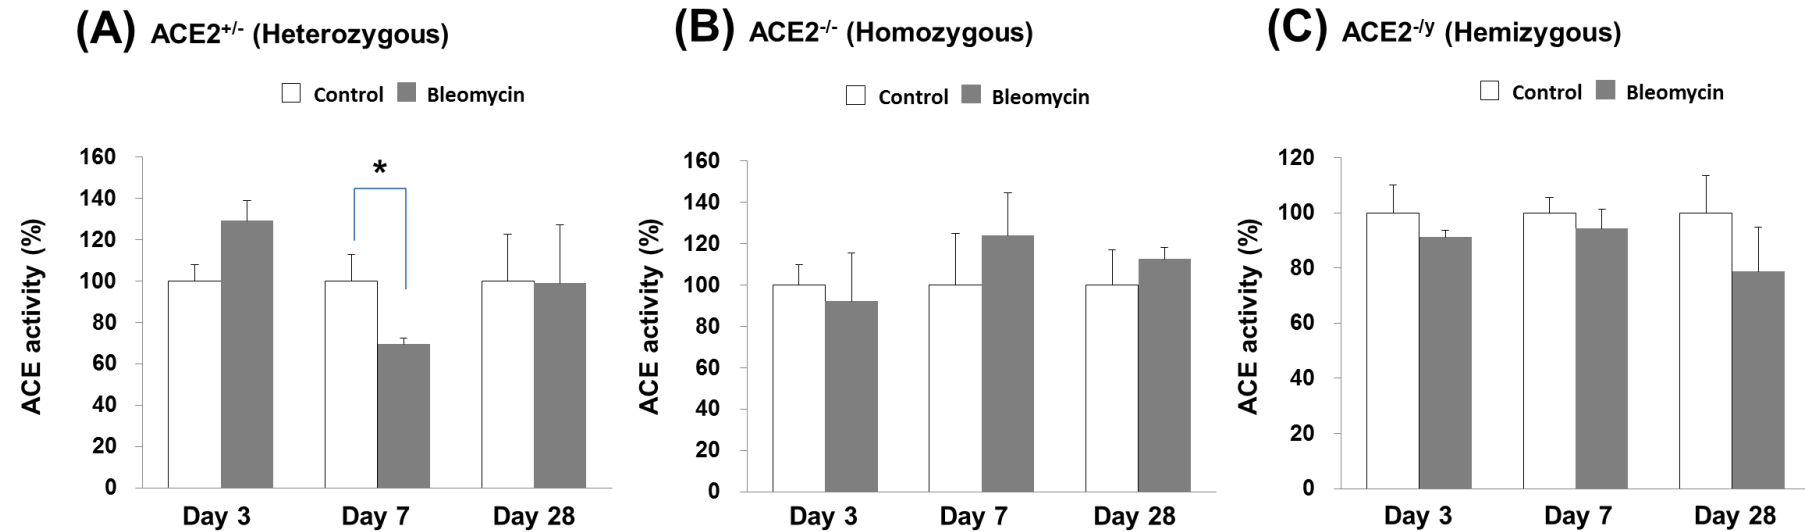 (A) ACE2+/- (Heterozygous)
Control Bleomycin
*
160
140
120
100
80
60
40
20
0
ACE activity (%)
Day 3 Day 7 Day 28
(B) ACE2-/- (Homozygous)
Control Bleomycin
160
140
120
100
80
60
40
20
0
ACE activity (%)
Day 3 Day 7 Day 28
(C) ACE2-/y (Hemizygous)
Control Bleomycin
120
100
80
60
40
20
0
ACE activity (%)
Day 3 Day 7 Day 28